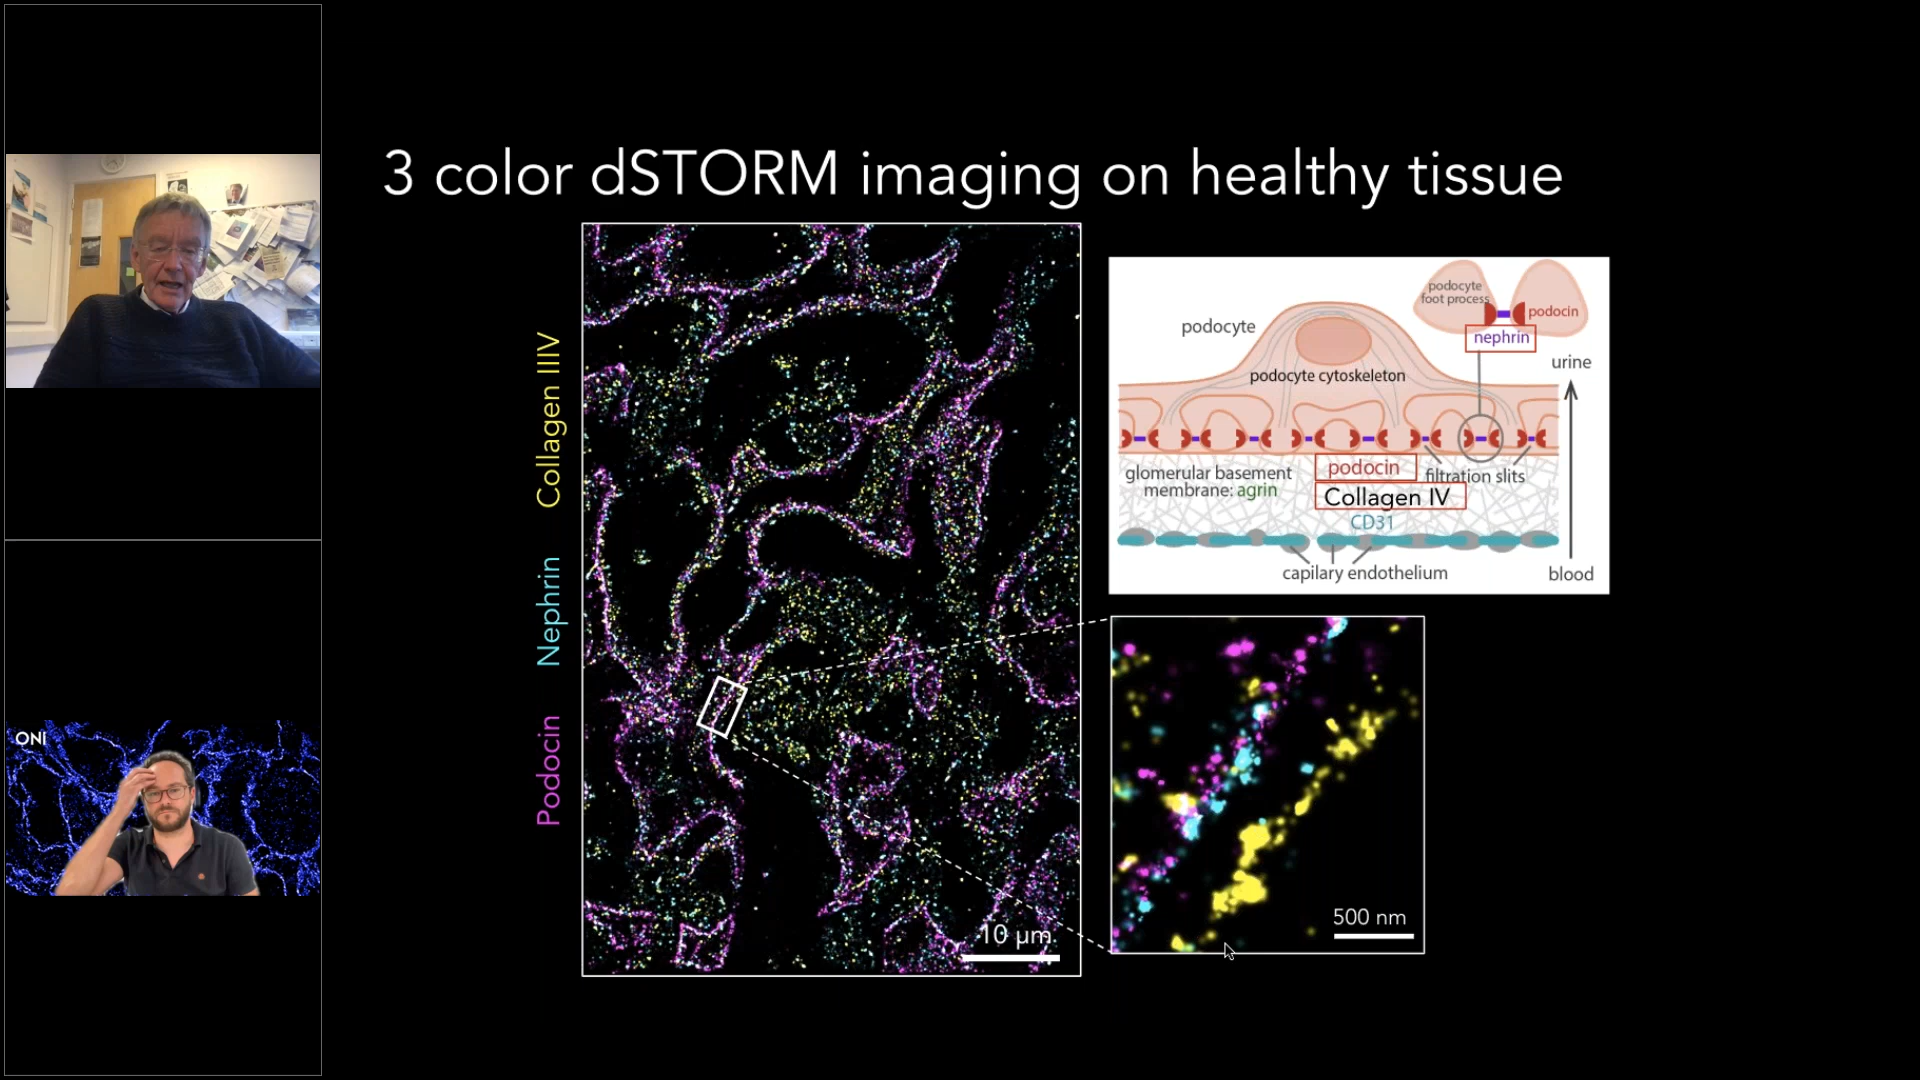 3 color dSTORM imaging on healthy tissue
Collagen IIIV
Nephrin
Podocin
10 µm
podocyte
foot process
podocin
nephrin
podocyte
urine
podocyte cytoskeleton
glomerular basement
membrane: agrin
podocin
filtration slits
Collagen IV
CD31
capilary endothelium
blood
500 nm
ONI